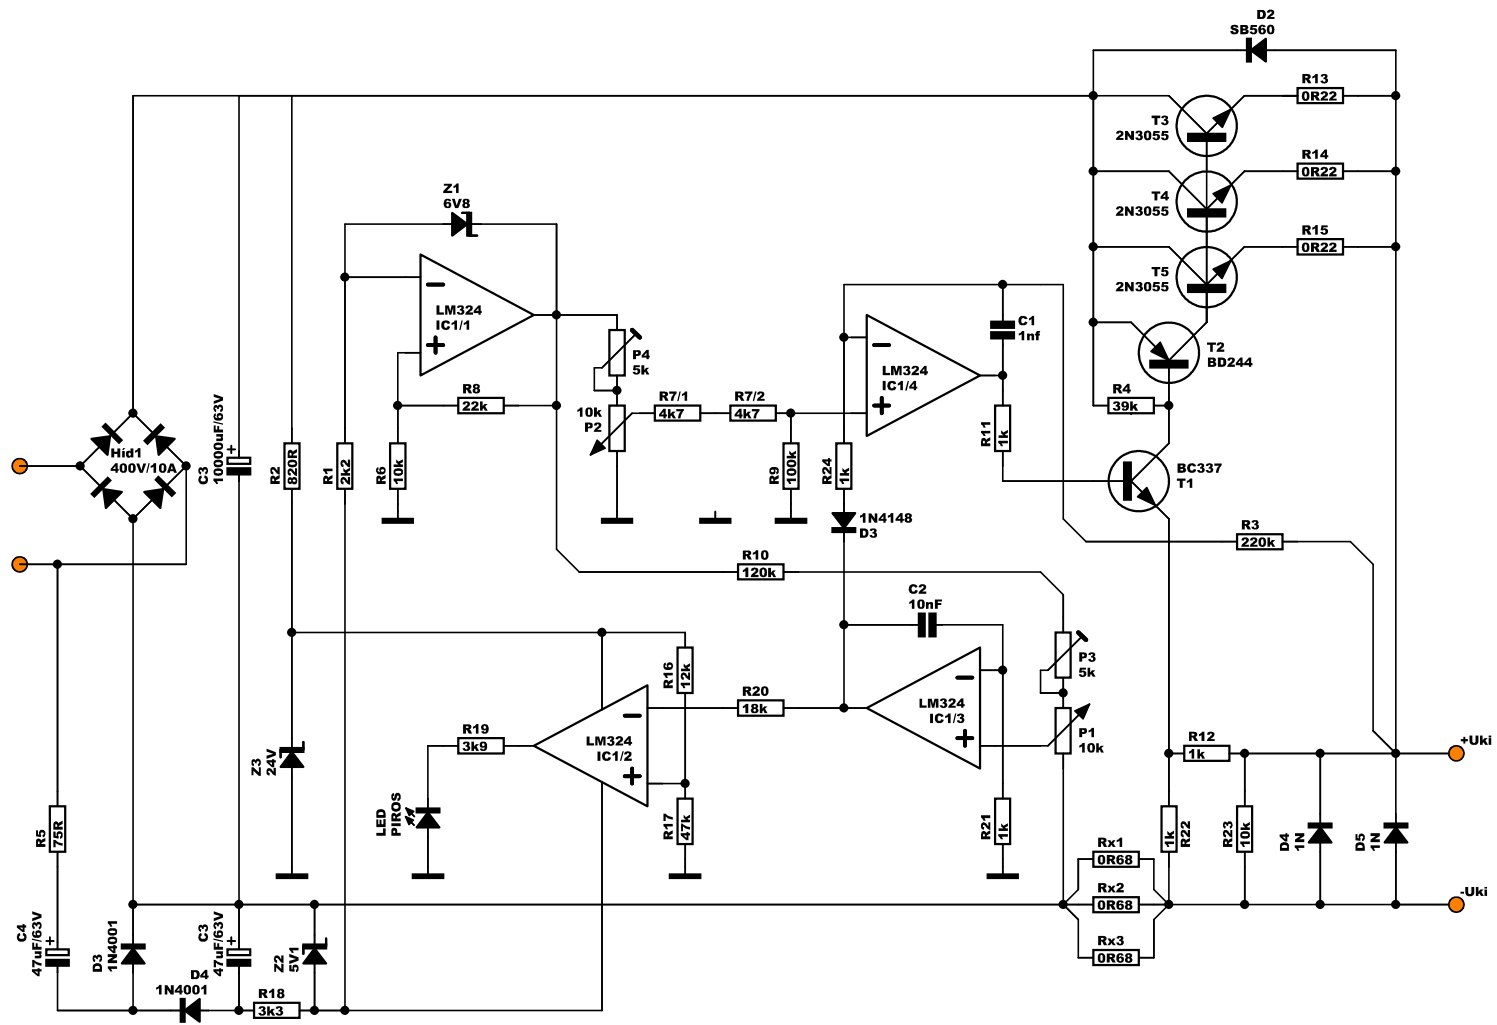 D2
SB560
R13
0R22
T3
2N3055
R14
0R22
T4
2N3055
R15
0R22
T5
2N3055
Z1
6V8
LM324
IC1/1
P4
5k
R8
22k
10k
P2
R7/1
4k7
R7/2
4k7
C1
1nf
LM324
IC1/4
T2
BD244
R4
39k
Hid1
400V/10A
C3
10000uF/63V
+
R2
820R
R1
2k2
R6
10k
R9
100k
R24
1k
R11
1k
BC337
T1
1N4148
D3
R3
220k
R10
120k
C2
10nF
R16
12k
P3
5k
R20
18k
LM324
IC1/3
P1
10k
R19
3k9
LM324
IC1/2
R12
1k
+Uki
Z3
24V
LED
PIROS
R5
75R
R17
47k
R21
1k
1k
R22
R23
10k
D4
1N
D5
1N
Rx1
0R68
Rx2
0R68
Rx3
0R68
-Uki
C4
47uF/63V
+
D3
1N4001
C3
47uF/63V
+
Z2
5V1
D4
1N4001
R18
3k3